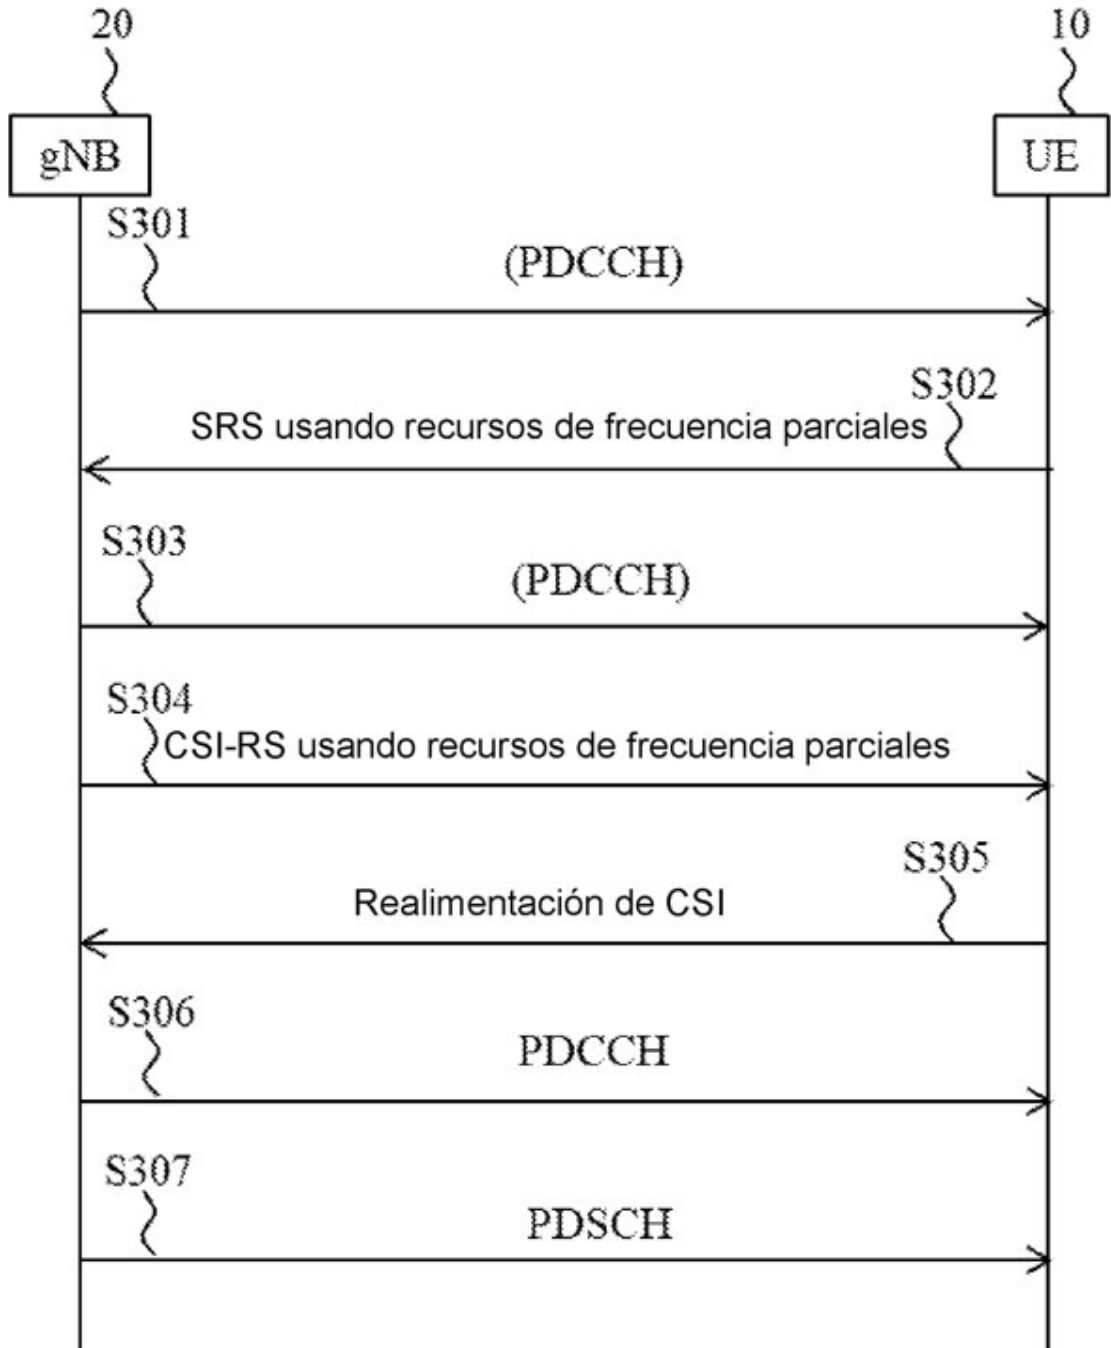 20
10
gNB
UE
S301
(PDCCH)
S302
SRS usando recursos de frecuencia parciales
S303
(PDCCH)
S304
CSI-RS usando recursos de frecuencia parciales
S305
Realimentación de CSI
S306
PDCCH
S307
PDSCH